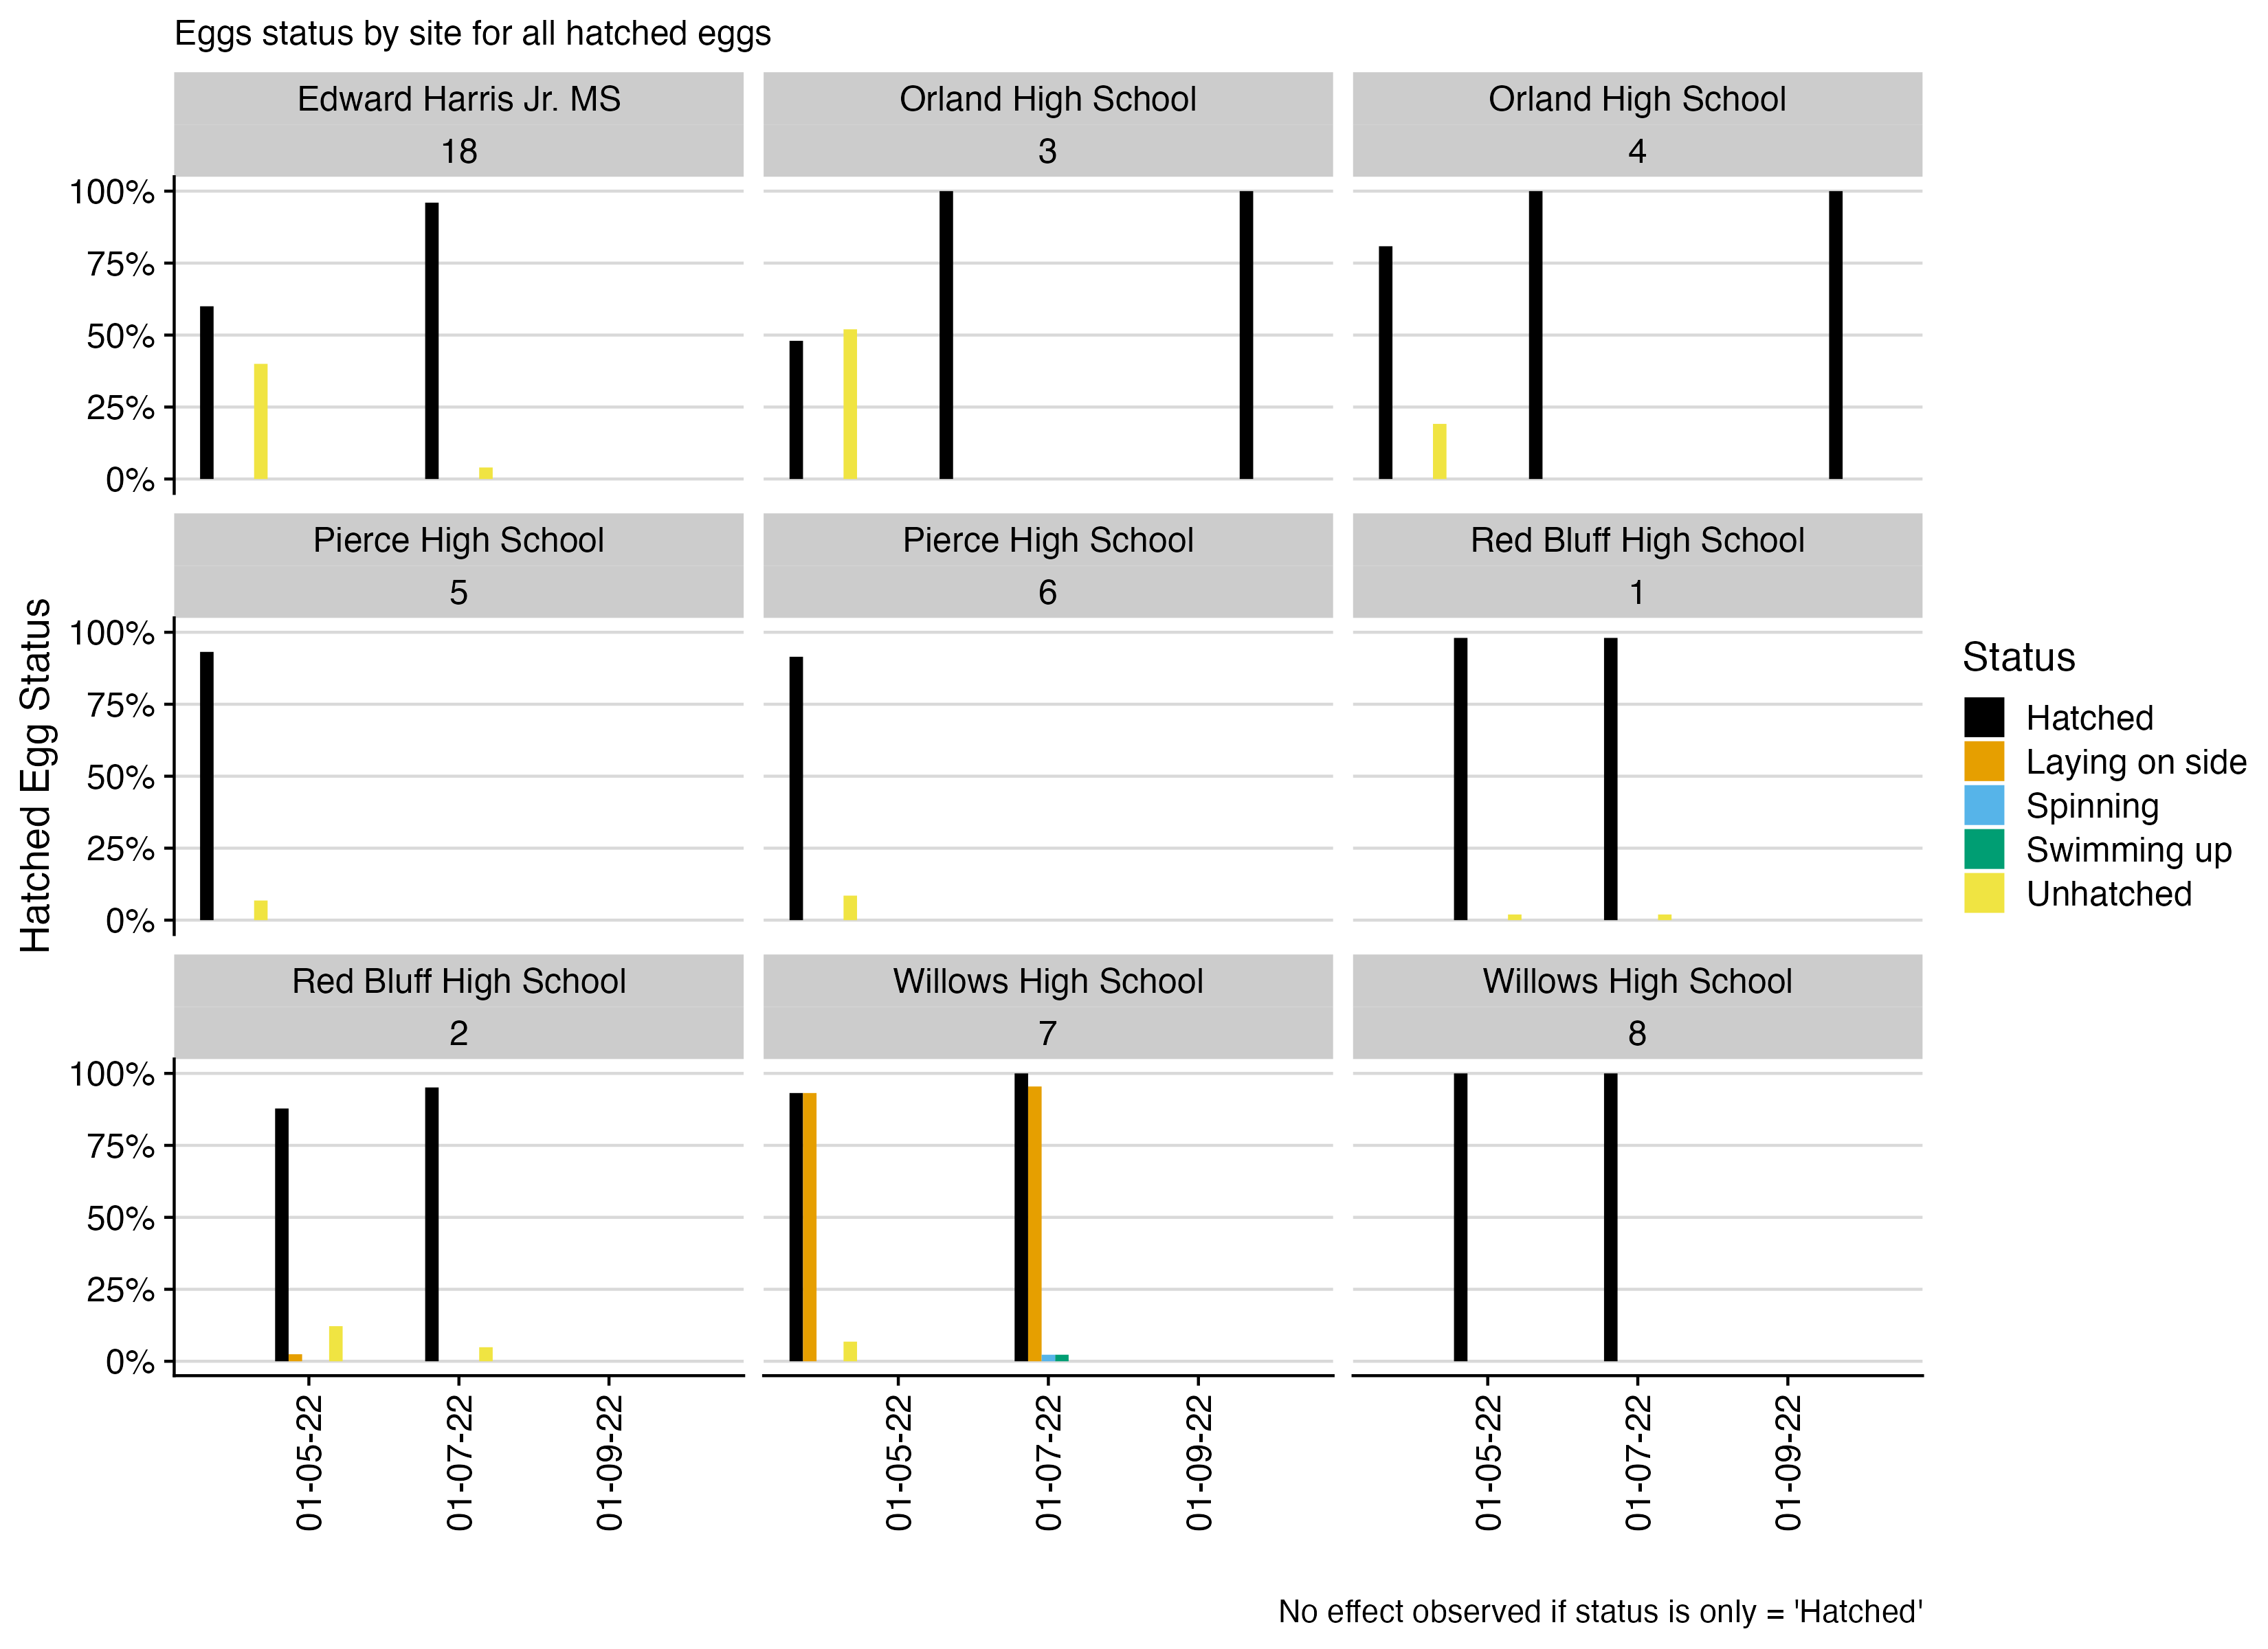 Eggs status by site for all hatched eggs
Edward Harris Jr. MS
18
Orland High School
3
Orland High School
4
100%
75%
50%
25%
0%
Pierce High School
5
Pierce High School
6
Red Bluff High School
1
100%
75%
50%
25%
0%
Red Bluff High School
2
Willows High School
7
Willows High School
8
100%
75%
50%
25%
0%
01-05-22
01-07-22
01-09-22
01-05-22
01-07-22
01-09-22
01-05-22
01-07-22
01-09-22
Hatched Egg Status
Status
Hatched
Laying on side
Spinning
Swimming up
Unhatched
No effect observed if status is only = 'Hatched'